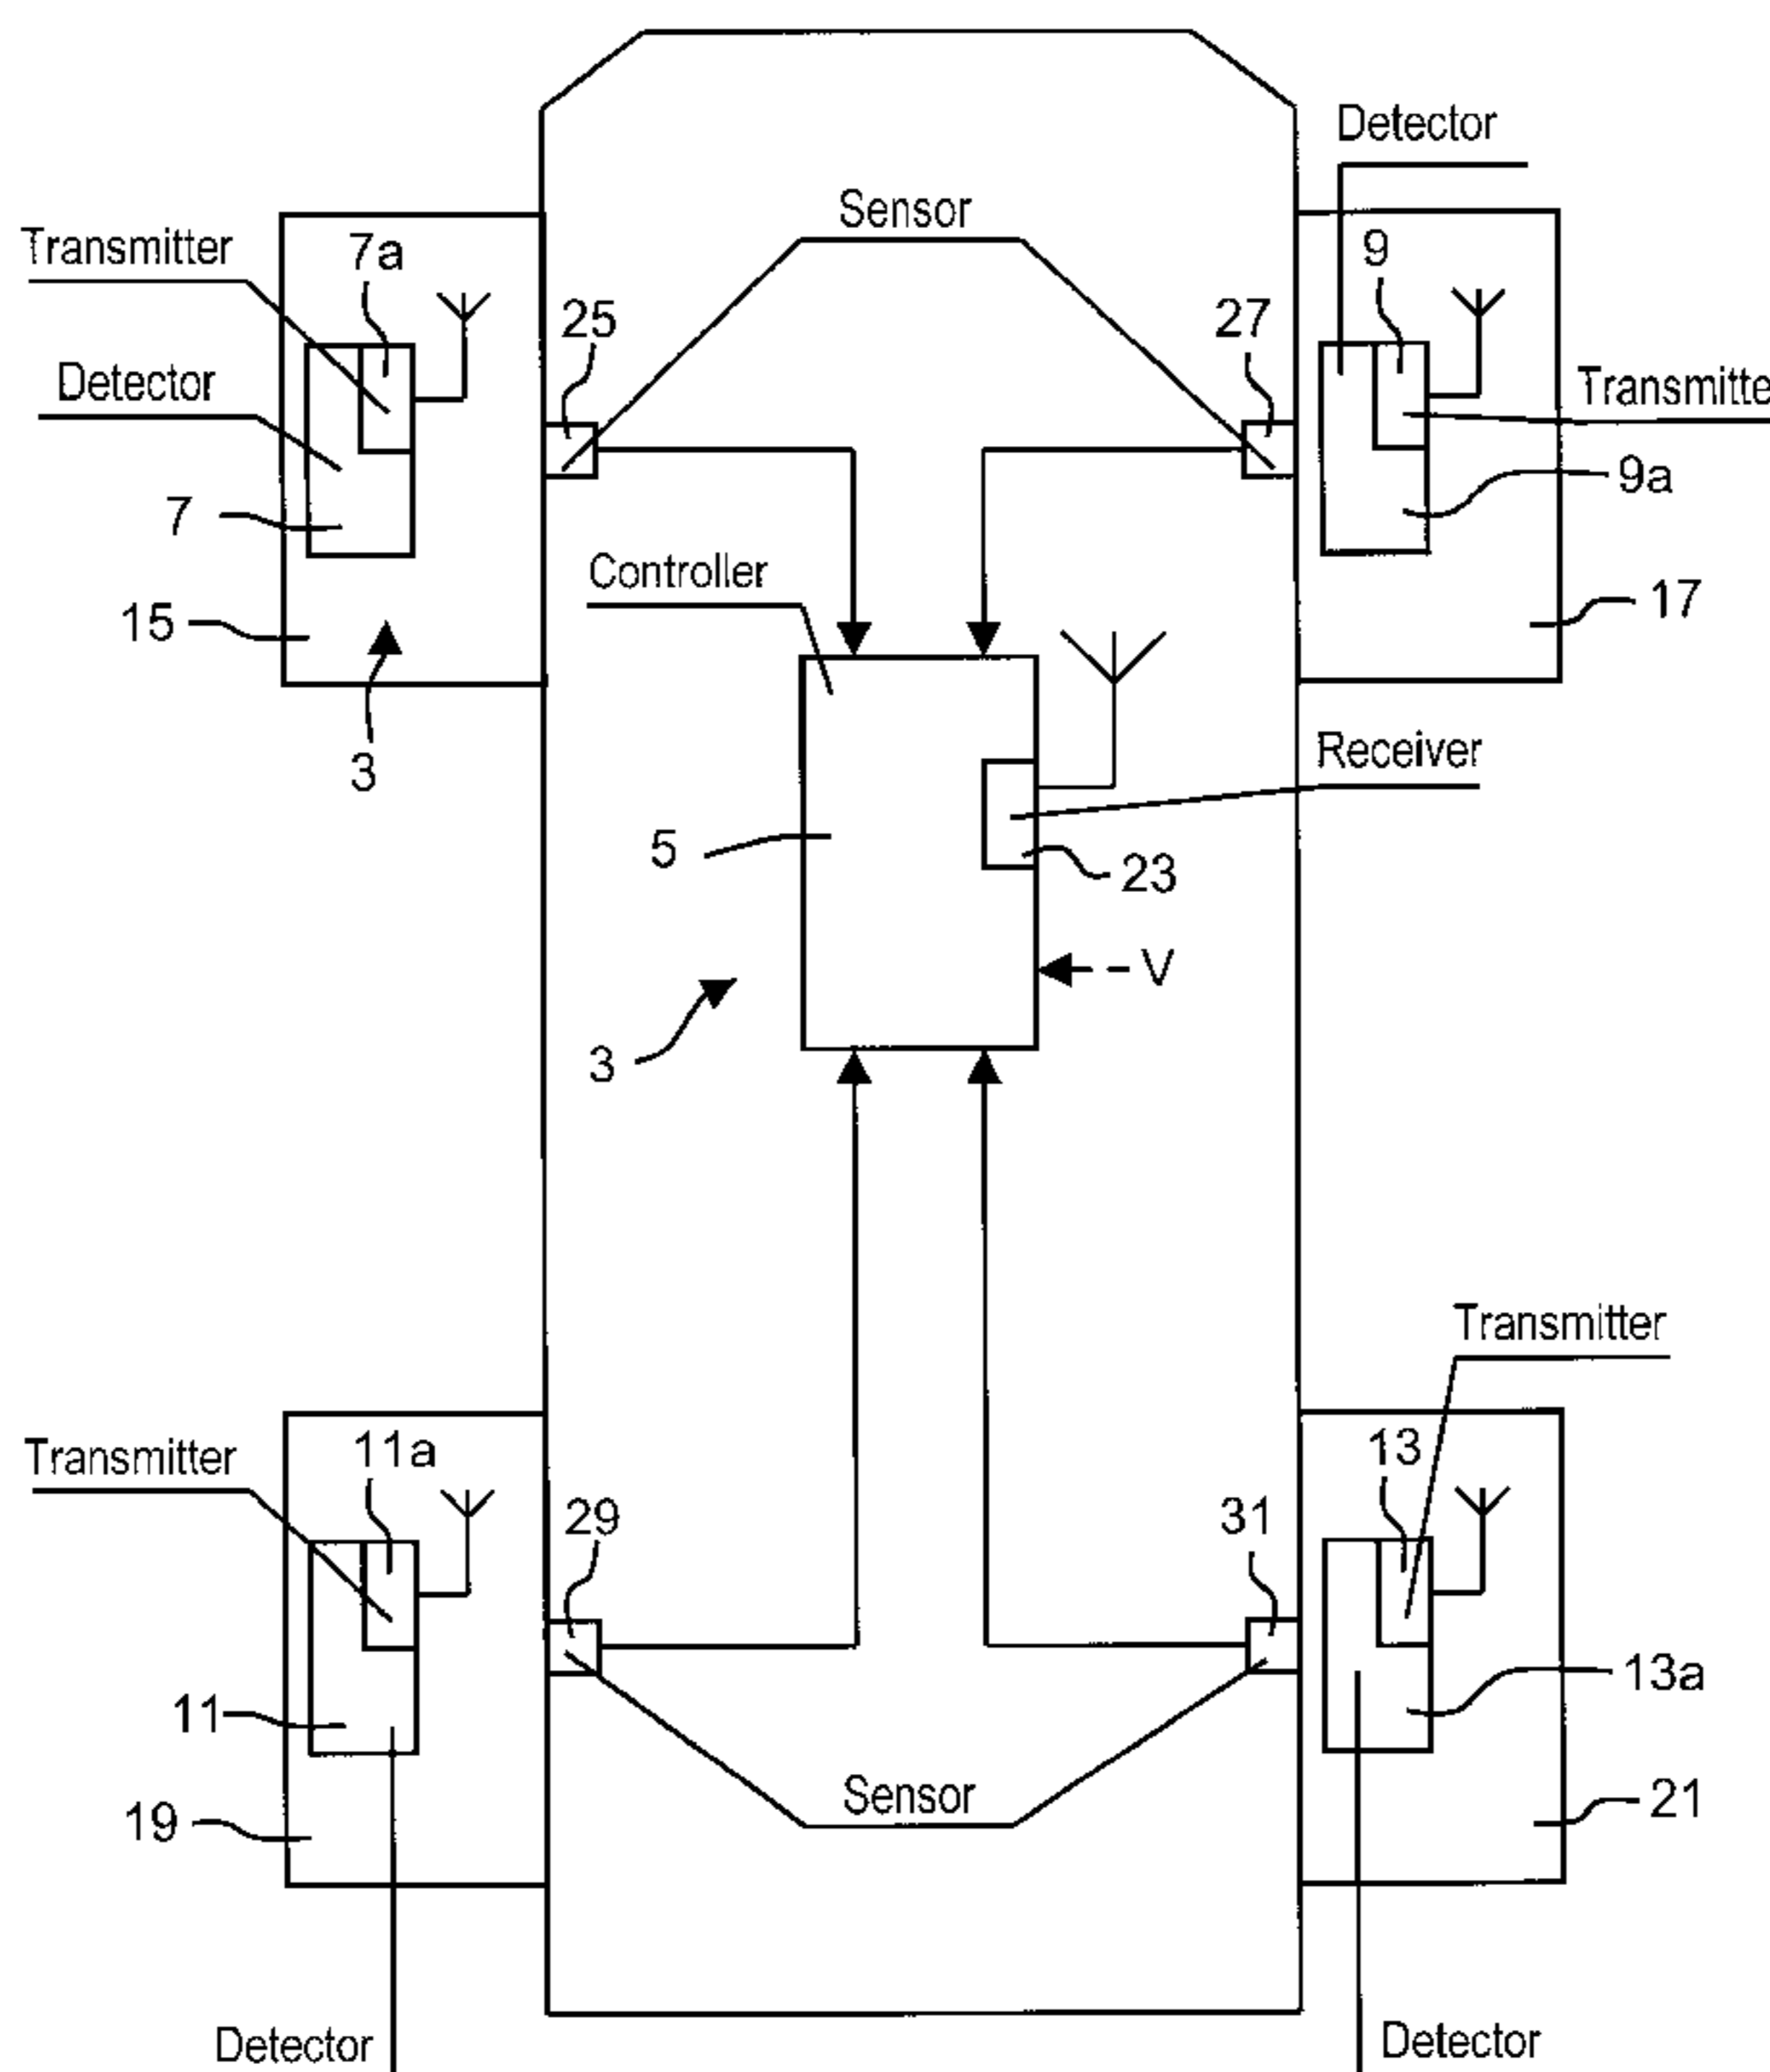 Detector
Sensor
Transmitter
7a
9
25
27
Detector
Transmitte
9a
7
Controller
15
17
3
Receiver
5
23
V
3
Transmitter
Transmitter
11a
13
29
31
11
13a
Sensor
19
21
Detector
Detector